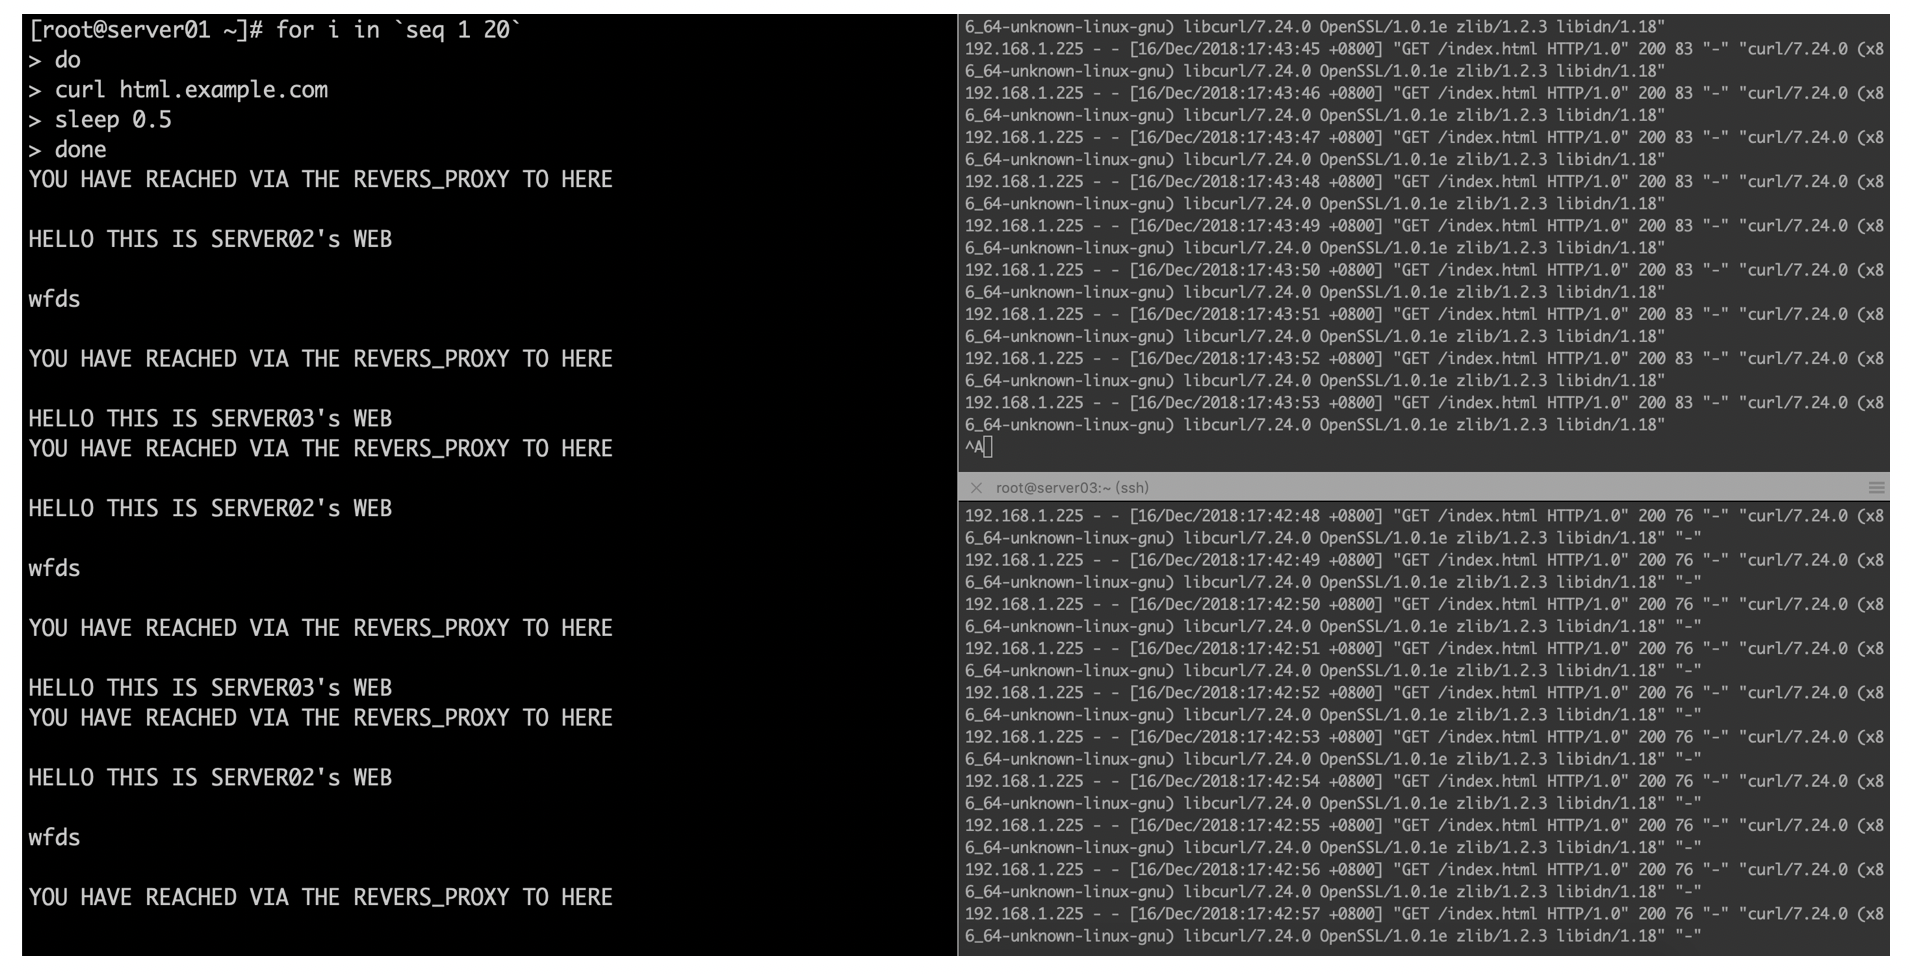 [root@server01 ~]# for i in `seq 1 20`
> do
> curl html.example.com
> sleep 0.5
> done
YOU HAVE REACHED VIA THE REVERS_PROXY TO HERE
HELLO THIS IS SERVER02's WEB
wfds
YOU HAVE REACHED VIA THE REVERS_PROXY TO HERE
HELLO THIS IS SERVER03's WEB
YOU HAVE REACHED VIA THE REVERS_PROXY TO HERE
HELLO THIS IS SERVER02's WEB
wfds
YOU HAVE REACHED VIA THE REVERS_PROXY TO HERE
HELLO THIS IS SERVER03's WEB
YOU HAVE REACHED VIA THE REVERS_PROXY TO HERE
HELLO THIS IS SERVER02's WEB
wfds
YOU HAVE REACHED VIA THE REVERS_PROXY TO HERE
6_64-unknown-linux-gnu) libcurl/7.24.0 OpenSSL/1.0.1e zlib/1.2.3 libidn/1.18"
192.168.1.225 - - [16/Dec/2018:17:43:45 +0800] "GET /index.html HTTP/1.0" 200 83 "-" "curl/7.24.0 (x8
6_64-unknown-linux-gnu) libcurl/7.24.0 OpenSSL/1.0.1e zlib/1.2.3 libidn/1.18"
192.168.1.225 - - [16/Dec/2018:17:43:46 +0800] "GET /index.html HTTP/1.0" 200 83 "-" "curl/7.24.0 (x8
6_64-unknown-linux-gnu) libcurl/7.24.0 OpenSSL/1.0.1e zlib/1.2.3 libidn/1.18"
192.168.1.225 - - [16/Dec/2018:17:43:47 +0800] "GET /index.html HTTP/1.0" 200 83 "-" "curl/7.24.0 (x8
6_64-unknown-linux-gnu) libcurl/7.24.0 OpenSSL/1.0.1e zlib/1.2.3 libidn/1.18"
192.168.1.225 - - [16/Dec/2018:17:43:48 +0800] "GET /index.html HTTP/1.0" 200 83 "-" "curl/7.24.0 (x8
6_64-unknown-linux-gnu) libcurl/7.24.0 OpenSSL/1.0.1e zlib/1.2.3 libidn/1.18"
192.168.1.225 - - [16/Dec/2018:17:43:49 +0800] "GET /index.html HTTP/1.0" 200 83 "-" "curl/7.24.0 (x8
6_64-unknown-linux-gnu) libcurl/7.24.0 OpenSSL/1.0.1e zlib/1.2.3 libidn/1.18"
192.168.1.225 - - [16/Dec/2018:17:43:50 +0800] "GET /index.html HTTP/1.0" 200 83 "-" "curl/7.24.0 (x8
6_64-unknown-linux-gnu) libcurl/7.24.0 OpenSSL/1.0.1e zlib/1.2.3 libidn/1.18"
192.168.1.225 - - [16/Dec/2018:17:43:51 +0800] "GET /index.html HTTP/1.0" 200 83 "-" "curl/7.24.0 (x8
6_64-unknown-linux-gnu) libcurl/7.24.0 OpenSSL/1.0.1e zlib/1.2.3 libidn/1.18"
192.168.1.225 - - [16/Dec/2018:17:43:52 +0800] "GET /index.html HTTP/1.0" 200 83 "-" "curl/7.24.0 (x8
6_64-unknown-linux-gnu) libcurl/7.24.0 OpenSSL/1.0.1e zlib/1.2.3 libidn/1.18"
192.168.1.225 - - [16/Dec/2018:17:43:53 +0800] "GET /index.html HTTP/1.0" 200 83 "-" "curl/7.24.0 (x8
6_64-unknown-linux-gnu) libcurl/7.24.0 OpenSSL/1.0.1e zlib/1.2.3 libidn/1.18"
^A
root@server03:~ (ssh)
192.168.1.225 - - [16/Dec/2018:17:42:48 +0800] "GET /index.html HTTP/1.0" 200 76 "-" "curl/7.24.0 (x8
6_64-unknown-linux-gnu) libcurl/7.24.0 OpenSSL/1.0.1e zlib/1.2.3 libidn/1.18" "-"
192.168.1.225 - - [16/Dec/2018:17:42:49 +0800] "GET /index.html HTTP/1.0" 200 76 "-" "curl/7.24.0 (x8
6_64-unknown-linux-gnu) libcurl/7.24.0 OpenSSL/1.0.1e zlib/1.2.3 libidn/1.18" "-"
192.168.1.225 - - [16/Dec/2018:17:42:50 +0800] "GET /index.html HTTP/1.0" 200 76 "-" "curl/7.24.0 (x8
6_64-unknown-linux-gnu) libcurl/7.24.0 OpenSSL/1.0.1e zlib/1.2.3 libidn/1.18" "-"
192.168.1.225 - - [16/Dec/2018:17:42:51 +0800] "GET /index.html HTTP/1.0" 200 76 "-" "curl/7.24.0 (x8
6_64-unknown-linux-gnu) libcurl/7.24.0 OpenSSL/1.0.1e zlib/1.2.3 libidn/1.18" "-"
192.168.1.225 - - [16/Dec/2018:17:42:52 +0800] "GET /index.html HTTP/1.0" 200 76 "-" "curl/7.24.0 (x8
6_64-unknown-linux-gnu) libcurl/7.24.0 OpenSSL/1.0.1e zlib/1.2.3 libidn/1.18" "-"
192.168.1.225 - - [16/Dec/2018:17:42:53 +0800] "GET /index.html HTTP/1.0" 200 76 "-" "curl/7.24.0 (x8
6_64-unknown-linux-gnu) libcurl/7.24.0 OpenSSL/1.0.1e zlib/1.2.3 libidn/1.18" "-"
192.168.1.225 - - [16/Dec/2018:17:42:54 +0800] "GET /index.html HTTP/1.0" 200 76 "-" "curl/7.24.0 (x8
6_64-unknown-linux-gnu) libcurl/7.24.0 OpenSSL/1.0.1e zlib/1.2.3 libidn/1.18" "-"
192.168.1.225 - - [16/Dec/2018:17:42:55 +0800] "GET /index.html HTTP/1.0" 200 76 "-" "curl/7.24.0 (x8
6_64-unknown-linux-gnu) libcurl/7.24.0 OpenSSL/1.0.1e zlib/1.2.3 libidn/1.18" "-"
192.168.1.225 - - [16/Dec/2018:17:42:56 +0800] "GET /index.html HTTP/1.0" 200 76 "-" "curl/7.24.0 (x8
6_64-unknown-linux-gnu) libcurl/7.24.0 OpenSSL/1.0.1e zlib/1.2.3 libidn/1.18" "-"
192.168.1.225 - - [16/Dec/2018:17:42:57 +0800] "GET /index.html HTTP/1.0" 200 76 "-" "curl/7.24.0 (x8
6_64-unknown-linux-gnu) libcurl/7.24.0 OpenSSL/1.0.1e zlib/1.2.3 libidn/1.18" "-"